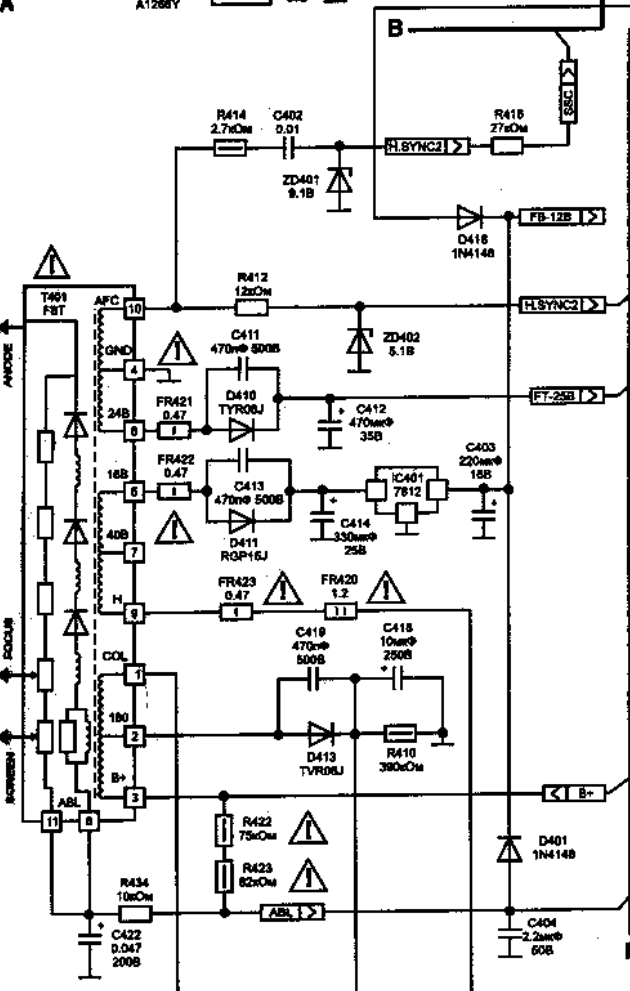 A
A1266Y
B
SSC
R414
2.7кОм
C402
0.01
H.SYNC2
R415
27кОм
ZD401
9.1В
FB-12В
D416
1N4148
T401
FBT
AFC
10
R412
12кОм
H.SYNC2
ZD402
5.1В
ANODE
GND
4
C411
470пФ 500В
24В
FR421
0.47
D410
TYR06J
FT-25В
C412
470мкФ
35В
16В
5
FR422
0.47
C413
470пФ 500В
D411
RGP15J
C414
330мкФ
25В
IC401
7812
C403
220мкФ
16В
40В
7
H
9
FR423
0.47
FR420
1.2
FOCUS
COL
1
C419
470пФ
500В
C418
10мкФ
250В
180
2
D413
TVR06J
R410
390кОм
SCREEN
B+
3
B+
ABL
11
8
R422
75кОм
R423
82кОм
D401
1N4148
R434
10кОм
ABL
C422
0.047
200В
C404
2.2мкФ
50В